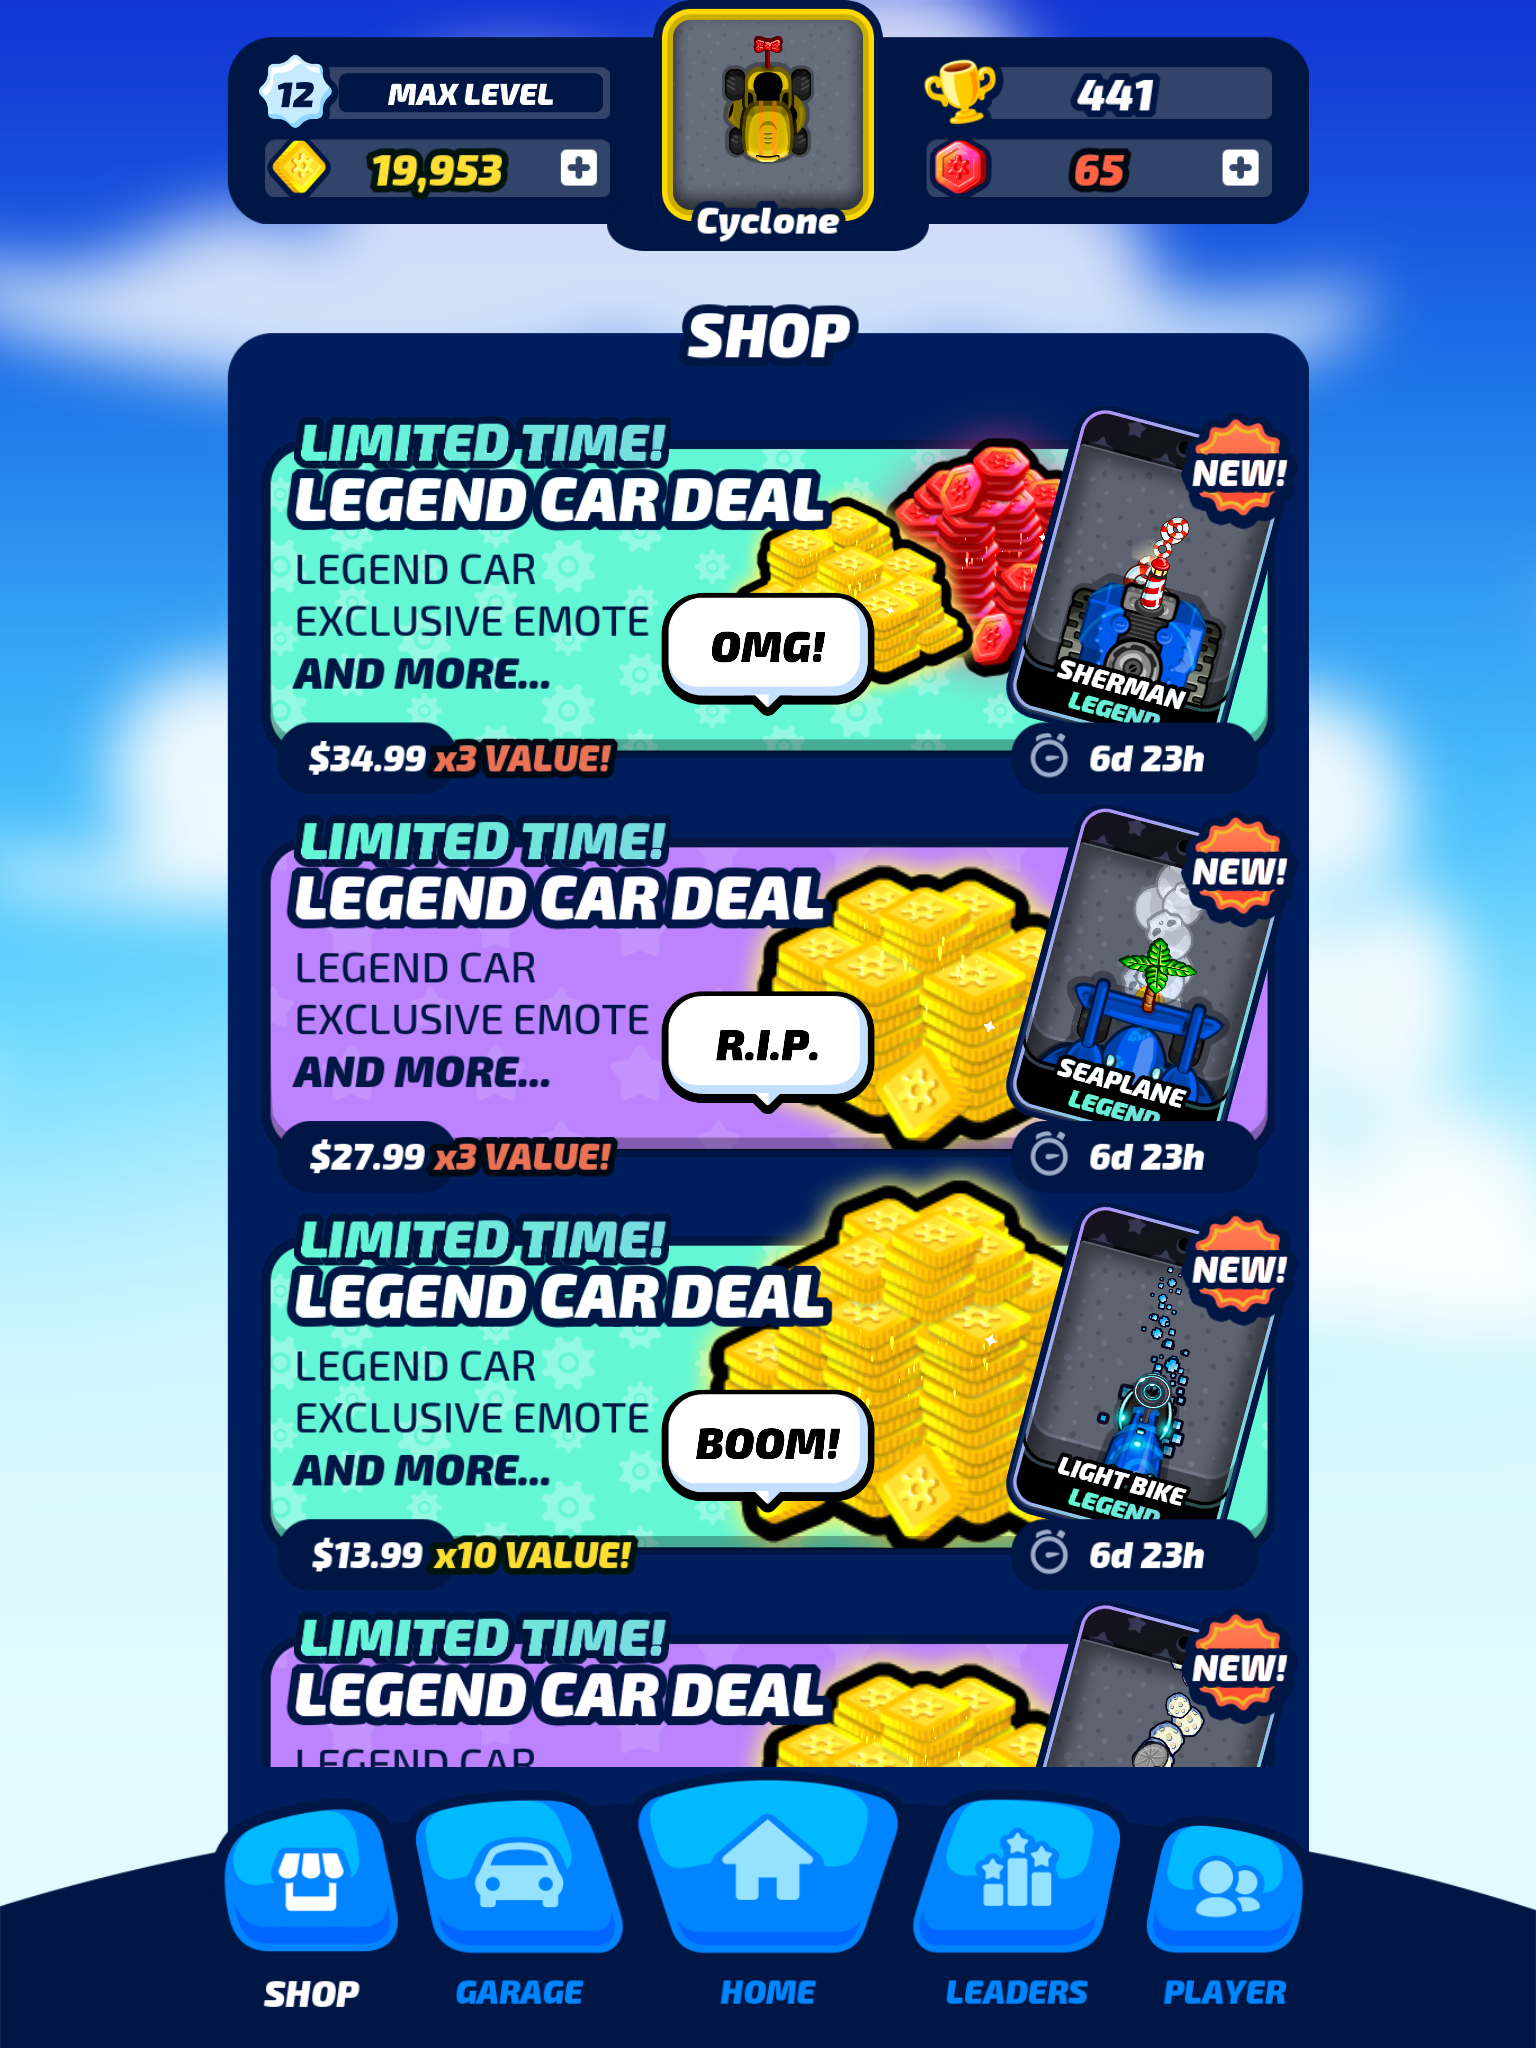 12
MAX LEVEL
441
19,953
65
Cyclone
SHOP
LIMITED TIME!
LEGEND CAR DEAL
NEW!
LEGEND CAR
EXCLUSIVE EMOTE
AND MORE...
OMG!
SHERMAN
LEGEND
$34.99 x3 VALUE!
6d 23h
LIMITED TIME!
LEGEND CAR DEAL
NEW!
LEGEND CAR
EXCLUSIVE EMOTE
AND MORE...
R.I.P.
SEAPLANE
LEGEND
$27.99 x3 VALUE!
6d 23h
LIMITED TIME!
LEGEND CAR DEAL
NEW!
LEGEND CAR
EXCLUSIVE EMOTE
AND MORE...
BOOM!
LIGHT BIKE
LEGEND
$13.99 x10 VALUE!
6d 23h
LIMITED TIME!
LEGEND CAR DEAL
NEW!
LEGEND CAR
SHOP
GARAGE
HOME
LEADERS
PLAYER